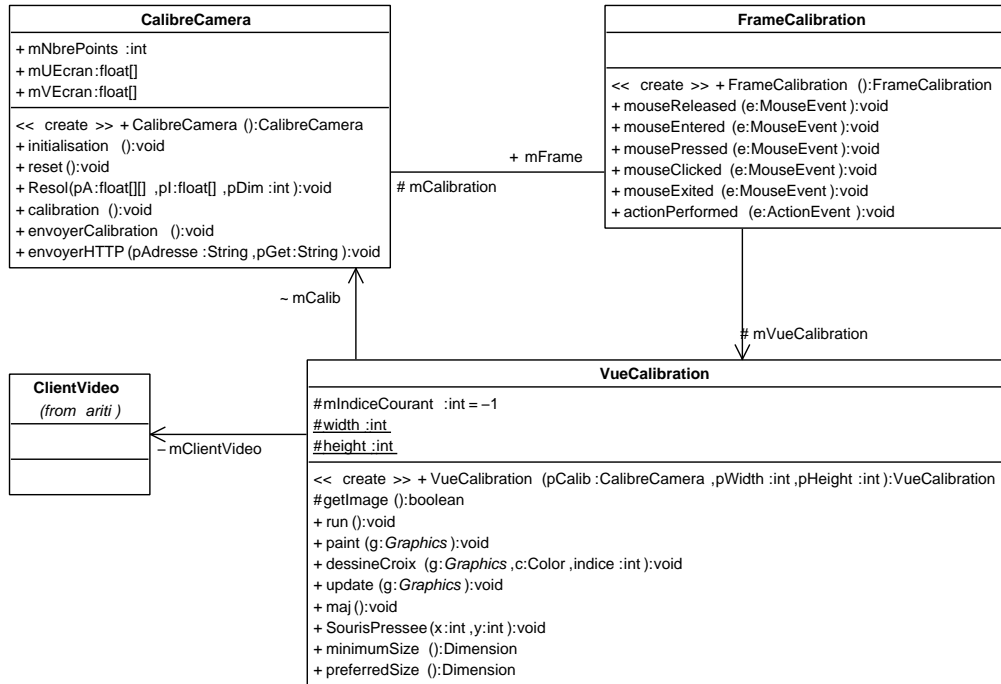 CalibreCamera
+ mNbrePoints :int
+ mUEcran:float[]
+ mVEcran:float[]
<< create >> + CalibreCamera ():CalibreCamera
+ initialisation ():void
+ reset():void
+ Resol(pA:float[][] ,pI:float[] ,pDim :int ):void
+ calibration ():void
+ envoyerCalibration ():void
+ envoyerHTTP (pAdresse :String ,pGet:String):void
FrameCalibration
<< create >> + FrameCalibration ():FrameCalibration
+ mouseReleased (e:MouseEvent ):void
+ mouseEntered (e:MouseEvent ):void
+ mousePressed (e:MouseEvent ):void
+ mouseClicked (e:MouseEvent ):void
+ mouseExited (e:MouseEvent ):void
+ actionPerformed (e:ActionEvent ):void
+ mFrame
# mCalibration
~ mCalib
# mVueCalibration
ClientVideo
(from ariti )
− mClientVideo
VueCalibration
#mIndiceCourant :int = −1
#width :int
#height :int
<< create >> + VueCalibration (pCalib :CalibreCamera ,pWidth :int ,pHeight :int ):VueCalibration
#getImage ():boolean
+ run ():void
+ paint (g:Graphics ):void
+ dessineCroix (g:Graphics ,c:Color ,indice :int ):void
+ update (g:Graphics ):void
+ maj ():void
+ SourisPressee (x:int ,y:int ):void
+ minimumSize ():Dimension
+ preferredSize ():Dimension